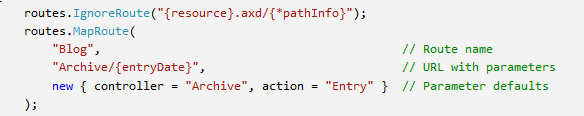 routes.IgnoreRoute("{resource}.axd/{*pathInfo}");
routes.MapRoute(
"Blog", // Route name
"Archive/{entryDate}", // URL with parameters
new { controller = "Archive", action = "Entry" } // Parameter defaults
);